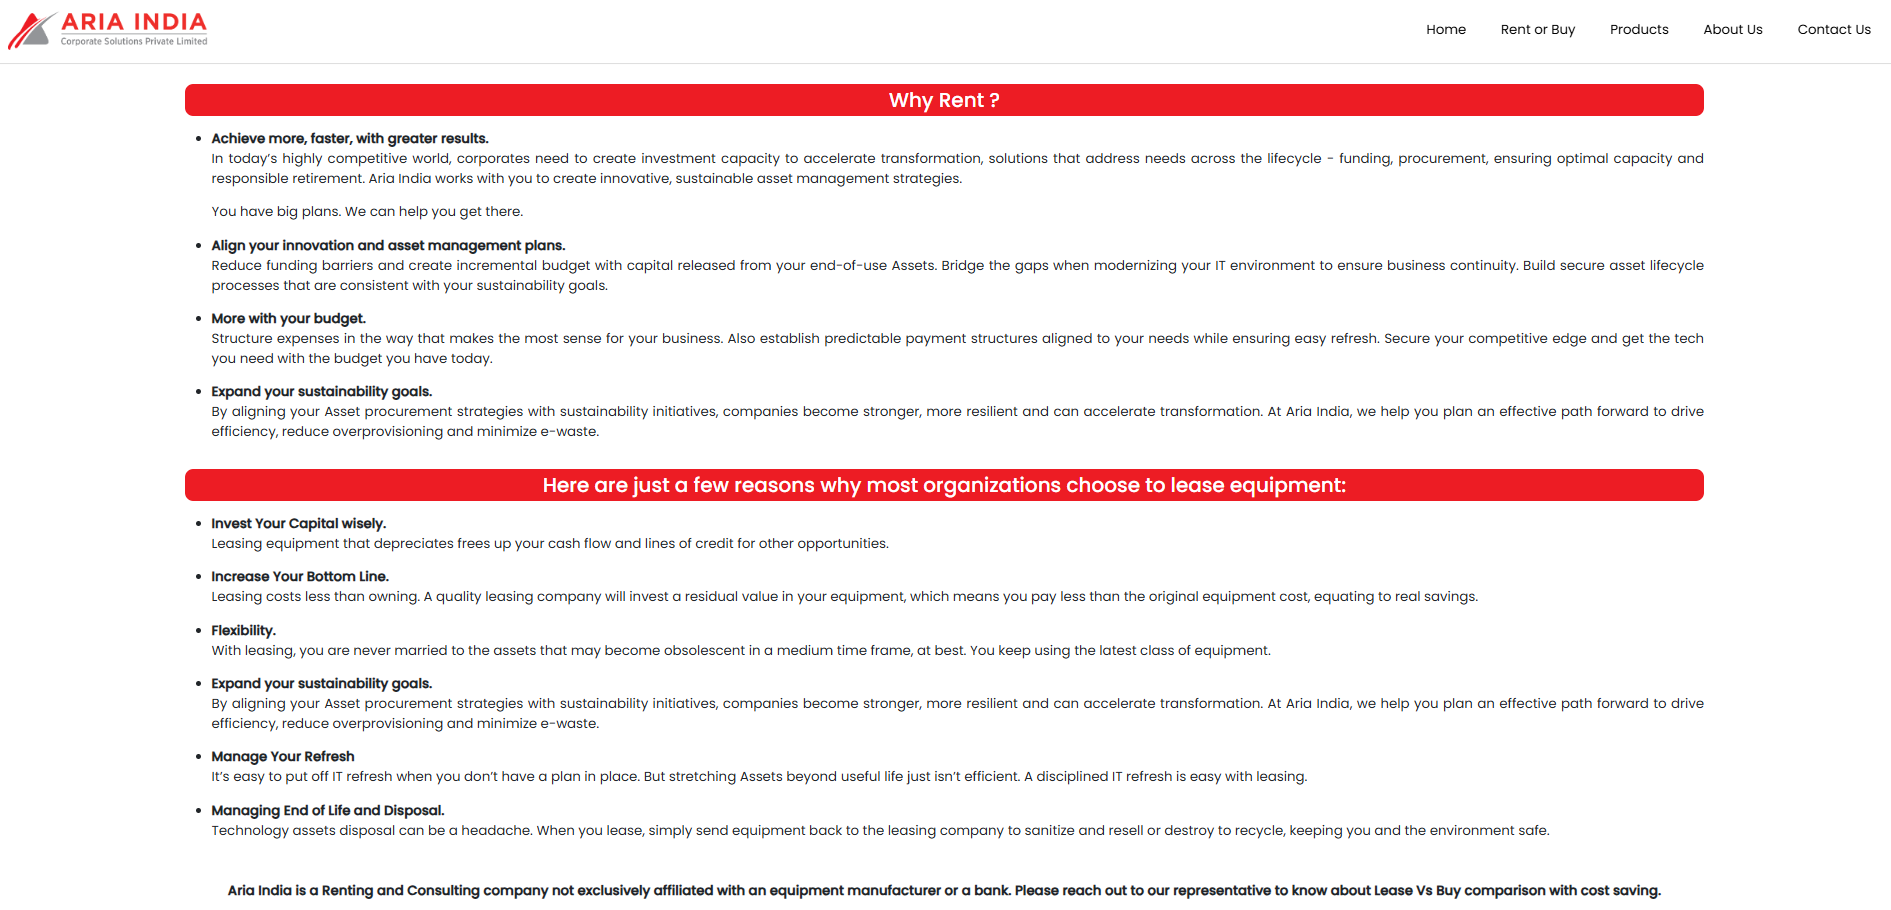 ARIA INDIA
Corporate Solutions Private Limited
Home Rent or Buy Products About Us Contact Us
Why Rent ?
• Achieve more, faster, with greater results.
In today's highly competitive world, corporates need to create investment capacity to accelerate transformation, solutions that address needs across the lifecycle - funding, procurement, ensuring optimal capacity and
responsible retirement. Aria India works with you to create innovative, sustainable asset management strategies.
You have big plans. We can help you get there.
• Align your innovation and asset management plans.
Reduce funding barriers and create incremental budget with capital released from your end-of-use Assets. Bridge the gaps when modernizing your IT environment to ensure business continuity. Build secure asset lifecycle
processes that are consistent with your sustainability goals.
• More with your budget.
Structure expenses in the way that makes the most sense for your business. Also establish predictable payment structures aligned to your needs while ensuring easy refresh. Secure your competitive edge and get the tech
you need with the budget you have today.
• Expand your sustainability goals.
By aligning your Asset procurement strategies with sustainability initiatives, companies become stronger, more resilient and can accelerate transformation. At Aria India, we help you plan an effective path forward to drive
efficiency, reduce overprovisioning and minimize e-waste.
Here are just a few reasons why most organizations choose to lease equipment:
• Invest Your Capital wisely.
Leasing equipment that depreciates frees up your cash flow and lines of credit for other opportunities.
• Increase Your Bottom Line.
Leasing costs less than owning. A quality leasing company will invest a residual value in your equipment, which means you pay less than the original equipment cost, equating to real savings.
• Flexibility.
With leasing, you are never married to the assets that may become obsolescent in a medium time frame, at best. You keep using the latest class of equipment.
• Expand your sustainability goals.
By aligning your Asset procurement strategies with sustainability initiatives, companies become stronger, more resilient and can accelerate transformation. At Aria India, we help you plan an effective path forward to drive
efficiency, reduce overprovisioning and minimize e-waste.
• Manage Your Refresh
It's easy to put off IT refresh when you don't have a plan in place. But stretching Assets beyond useful life just isn't efficient. A disciplined IT refresh is easy with leasing.
• Managing End of Life and Disposal.
Technology assets disposal can be a headache. When you lease, simply send equipment back to the leasing company to sanitize and resell or destroy to recycle, keeping you and the environment safe.
Aria India is a Renting and Consulting company not exclusively affiliated with an equipment manufacturer or a bank. Please reach out to our representative to know about Lease Vs Buy comparison with cost saving.